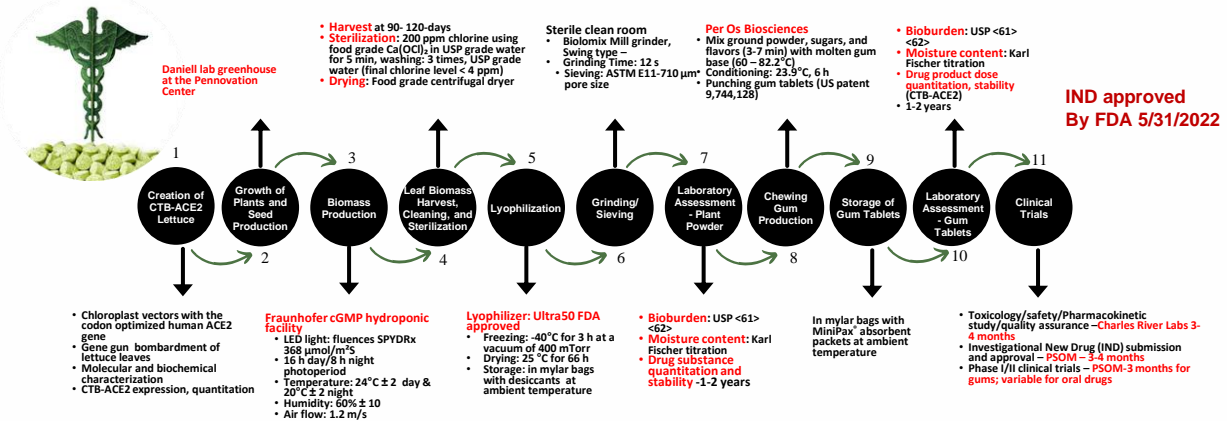 Daniell lab greenhouse
at the Pennovation
Center
• Harvest at 90- 120-days
• Sterilization: 200 ppm chlorine using
food grade Ca(OCl)₂ in USP grade water
for 5 min, washing: 3 times, USP grade
water (final chlorine level < 4 ppm)
• Drying: Food grade centrifugal dryer
Sterile clean room
• Biolomix Mill grinder,
Swing type –
• Grinding Time: 12 s
• Sieving: ASTM E11-710 µm
pore size
Per Os Biosciences
• Mix ground powder, sugars, and
flavors (3-7 min) with molten gum
base (60 – 82.2°C)
• Conditioning: 23.9°C, 6 h
• Punching gum tablets (US patent
9,744,128)
• Bioburden: USP <61>
<62>
• Moisture content: Karl
Fischer titration
• Drug product dose
quantitation, stability
(CTB-ACE2)
• 1-2 years
IND approved
By FDA 5/31/2022
1
3
5
7
9
11
Creation of
CTB-ACE2
Lettuce
Growth of
Plants and
Seed
Production
Biomass
Production
Leaf Biomass
Harvest,
Cleaning, and
Sterilization
Lyophilization
Grinding/
Sieving
Laboratory
Assessment
- Plant
Powder
Chewing
Gum
Production
Storage of
Gum Tablets
Laboratory
Assessment
- Gum
Tablets
Clinical
Trials
2
4
6
8
10
• Chloroplast vectors with the
codon optimized human ACE2
gene
• Gene gun bombardment of
lettuce leaves
• Molecular and biochemical
characterization
• CTB-ACE2 expression, quantitation
Fraunhofer cGMP hydroponic
facility
• LED light: fluences SPYDRx
368 µmol/m²S
• 16 h day/8 h night
photoperiod
• Temperature: 24°C ± 2 day &
20°C ± 2 night
• Humidity: 60% ± 10
• Air flow: 1.2 m/s
Lyophilizer: Ultra50 FDA
approved
• Freezing: -40°C for 3 h at a
vacuum of 400 mTorr
• Drying: 25 °C for 66 h
• Storage: in mylar bags
with desiccants at
ambient temperature
• Bioburden: USP <61>
<62>
• Moisture content: Karl
Fischer titration
• Drug substance
quantitation and
stability -1-2 years
In mylar bags with
MiniPax® absorbent
packets at ambient
temperature
• Toxicology/safety/Pharmacokinetic
study/quality assurance –Charles River Labs 3-
4 months
• Investigational New Drug (IND) submission
and approval – PSOM – 3-4 months
• Phase I/II clinical trials – PSOM-3 months for
gums; variable for oral drugs